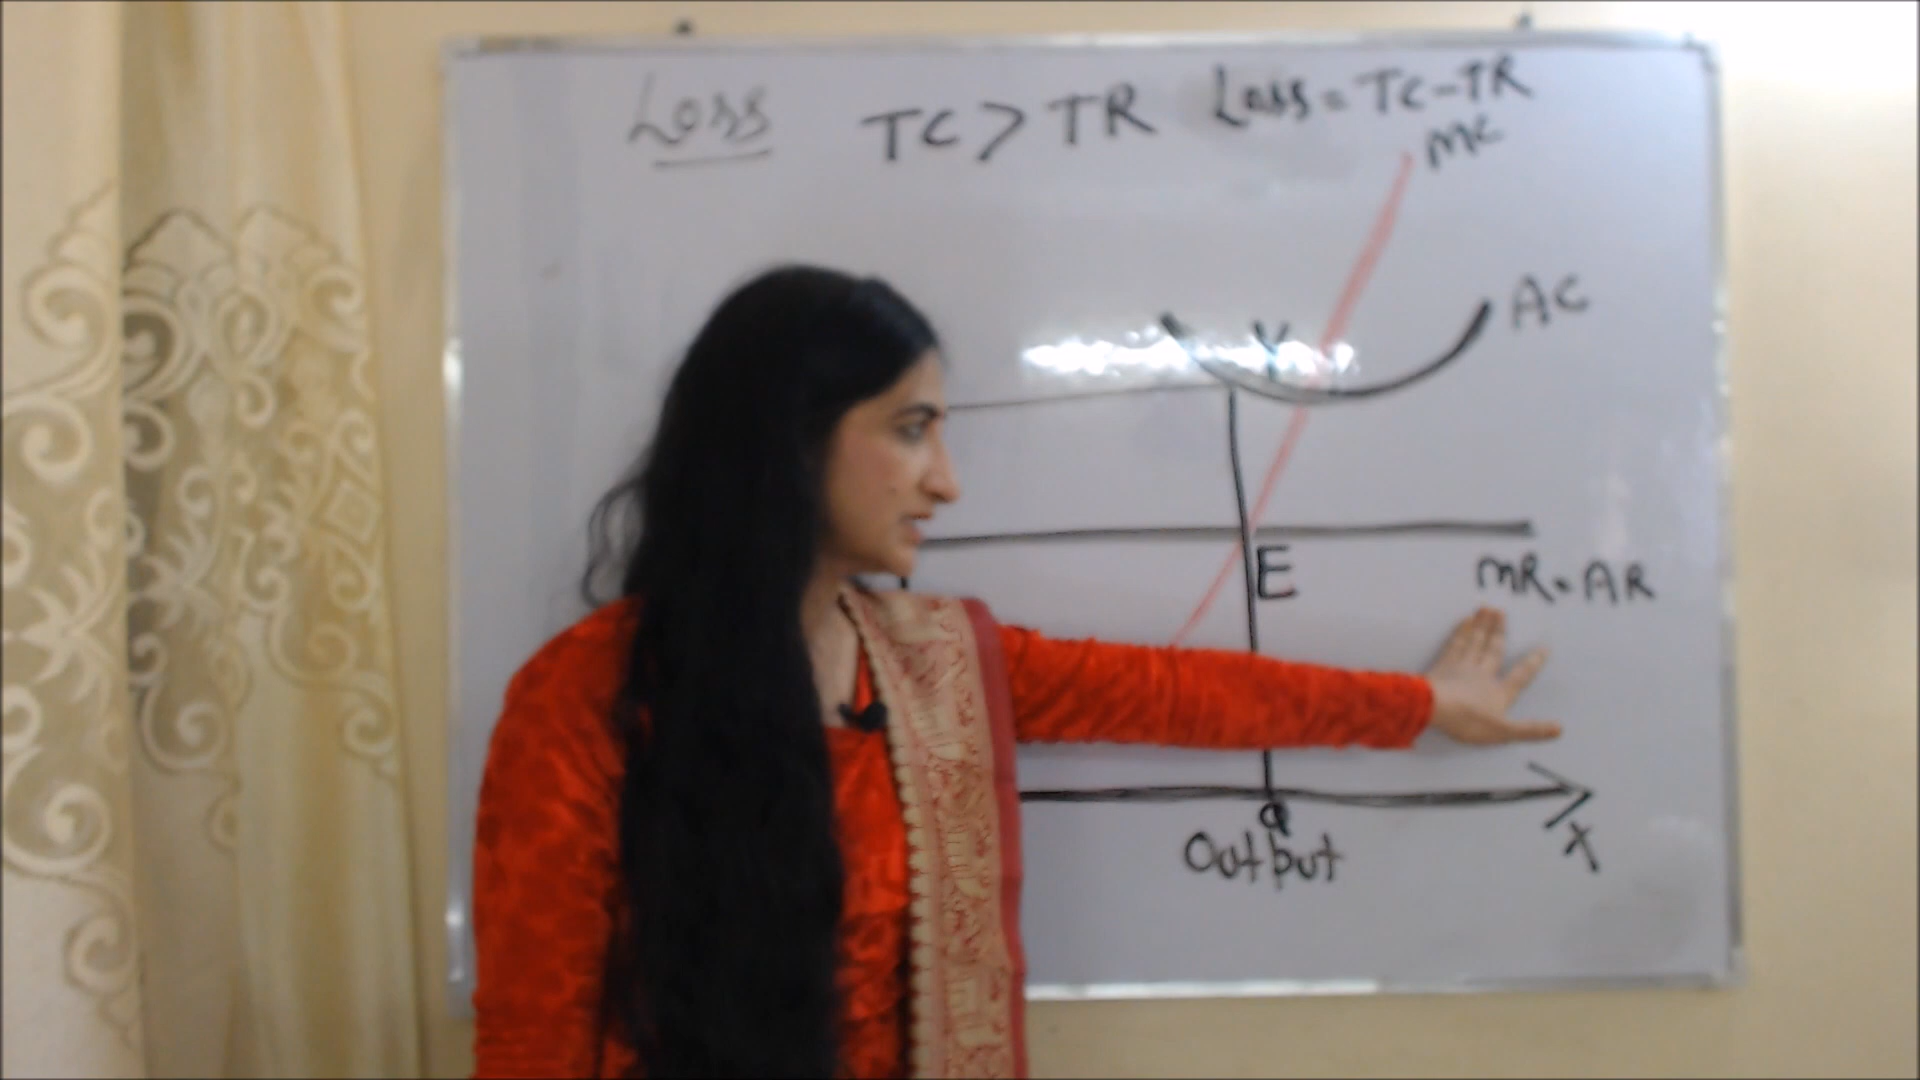 Loss TC > TR Loss = TC - TR
MC
AC
Y
E
MR = AR
Q
Output
X